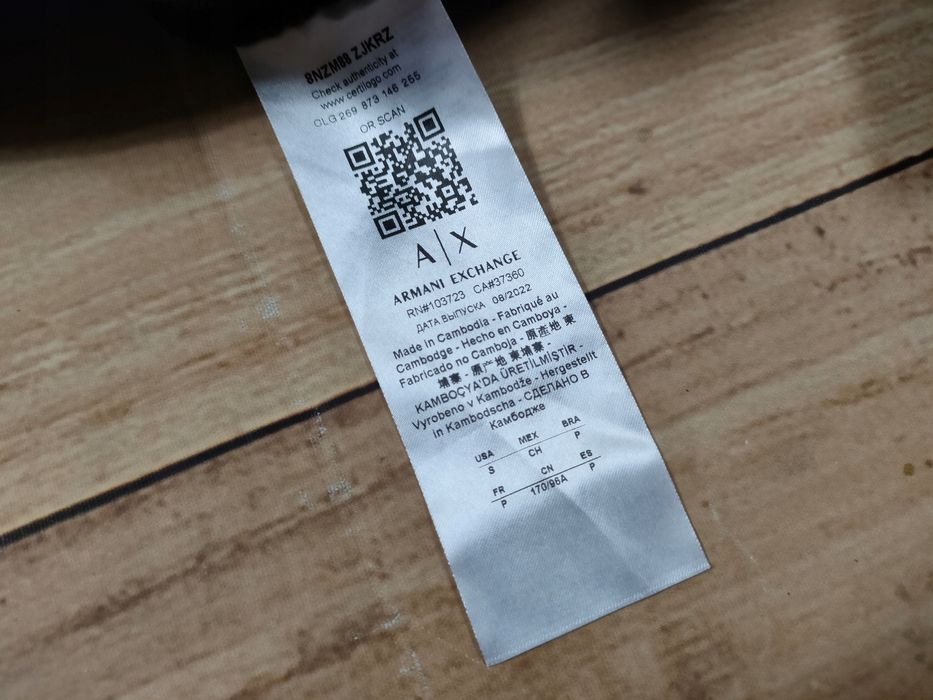 8NZM88 ZJKRZ
Check authenticity at
www.certilogo.com
CLG 269 873 146 255
OR SCAN
A|X
ARMANI EXCHANGE
RN#103723 CA#37360
ДАТА ВЫПУСКА 08/2022
Made in Cambodia - Fabriqué au
Cambodge - Hecho en Camboya -
Fabricado no Camboja - 原產地 東
埔寨 - 原产地 柬埔寨 -
KAMBOÇYA'DA ÜRETİLMİŞTİR -
Vyrobeno v Kambodže - Hergestellt
in Kambodscha - СДЕЛАНО В
Камбодже
USA MEX BRA
S CH P
FR CN ES
P 170/96A P